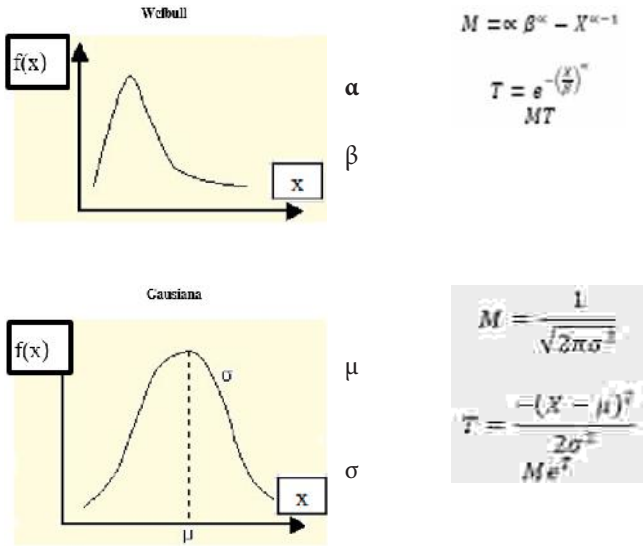 Weibull
f(x)
x
α
β
M =∝ β^∝ − X^∝−1
T = e^−(X/β)^∝
MT
Gausiana
f(x)
σ
x
μ
μ
σ
M = 1/√2πσ²
T = −(X − μ)²/2σ²
Me^T